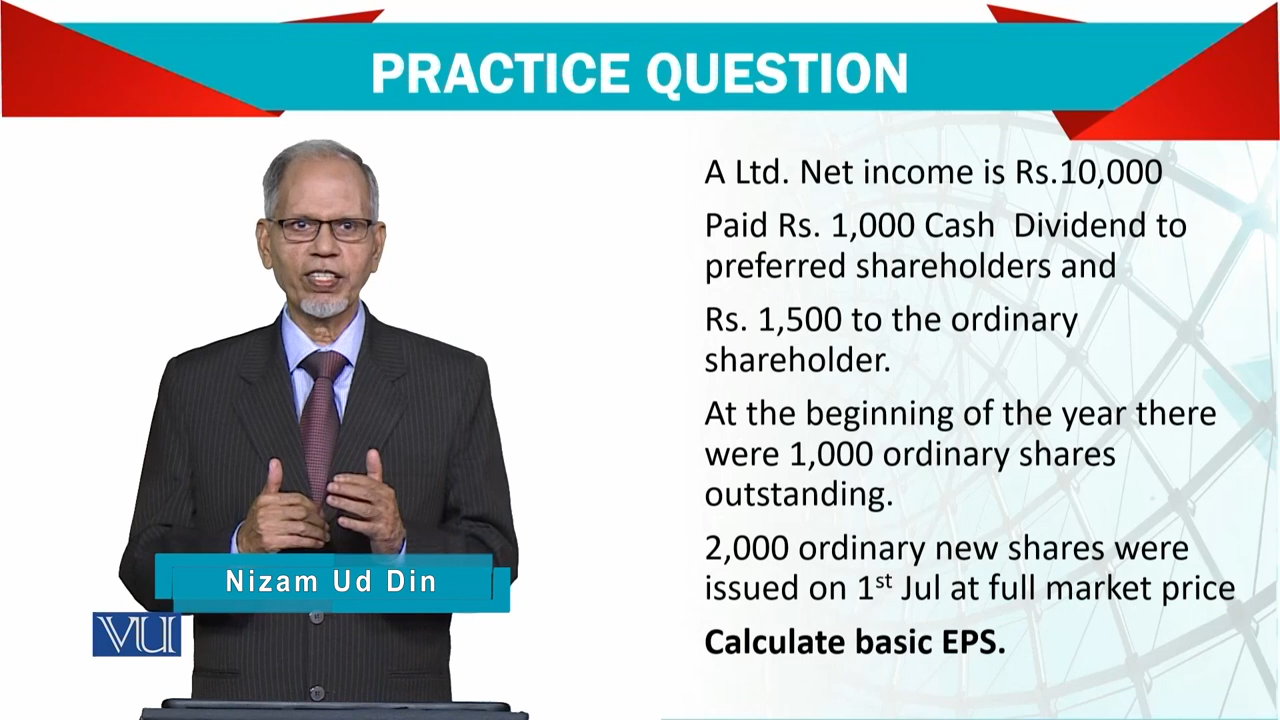 PRACTICE QUESTION
A Ltd. Net income is Rs.10,000
Paid Rs. 1,000 Cash Dividend to
preferred shareholders and
Rs. 1,500 to the ordinary
shareholder.
At the beginning of the year there
were 1,000 ordinary shares
outstanding.
2,000 ordinary new shares were
issued on 1st Jul at full market price
Calculate basic EPS.
Nizam Ud Din
VU